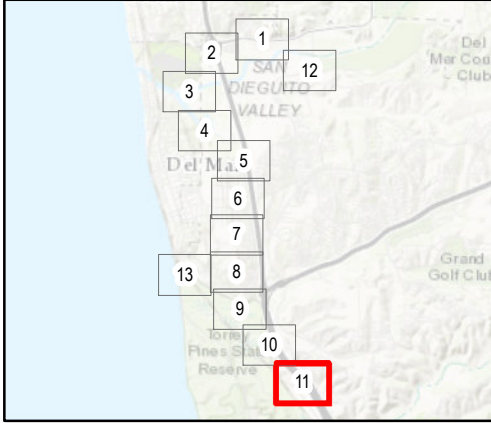 1
2
Del
Mar Cou
Club
SAN
DIEGUITO
VALLEY
12
3
4
Del Ma
5
6
7
8
13
Grand
Golf Clu
9
10
Torrey
Pines Sta
Reserve
11